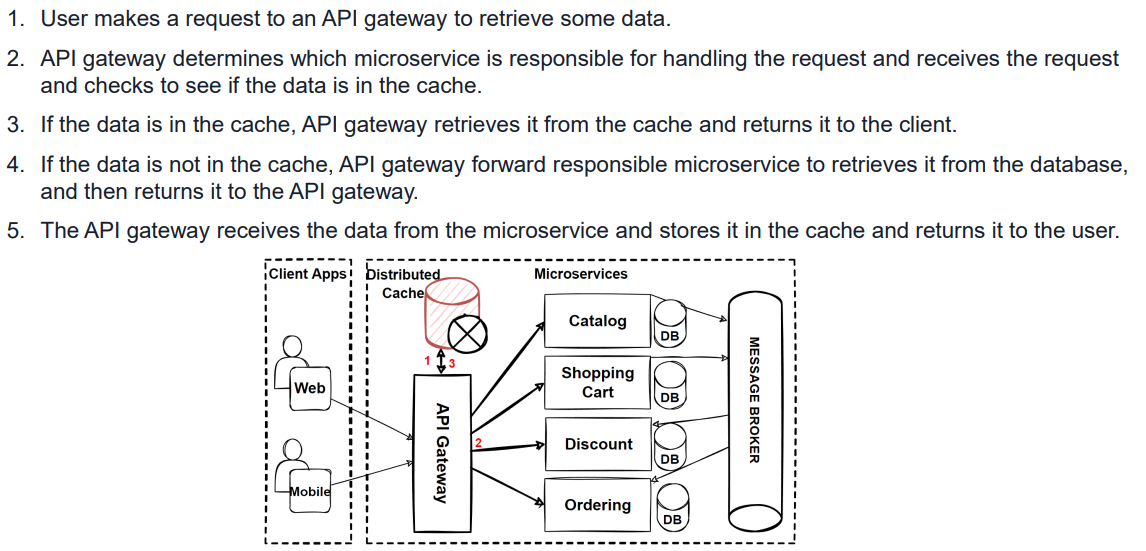 1. User makes a request to an API gateway to retrieve some data.
2. API gateway determines which microservice is responsible for handling the request and receives the request
and checks to see if the data is in the cache.
3. If the data is in the cache, API gateway retrieves it from the cache and returns it to the client.
4. If the data is not in the cache, API gateway forward responsible microservice to retrieves it from the database,
and then returns it to the API gateway.
5. The API gateway receives the data from the microservice and stores it in the cache and returns it to the user.
Client Apps
Distributed
Cache
Microservices
Web
Mobile
1
3
API Gateway
2
Catalog
DB
Shopping
Cart
DB
Discount
DB
Ordering
DB
MESSAGE BROKER